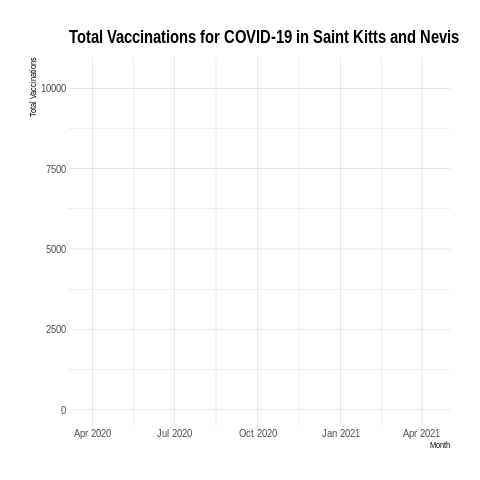 Total Vaccinations for COVID-19 in Saint Kitts and Nevis
Total Vaccinations
10000
7500
5000
2500
0
Apr 2020 Jul 2020 Oct 2020 Jan 2021 Apr 2021
Month